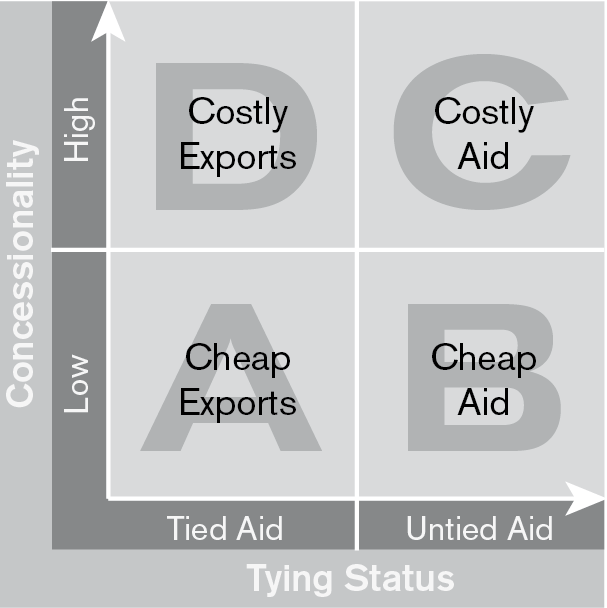 Concessionality
High
Low
D
Costly
Exports
C
Costly
Aid
A
Cheap
Exports
B
Cheap
Aid
Tied Aid
Untied Aid
Tying Status